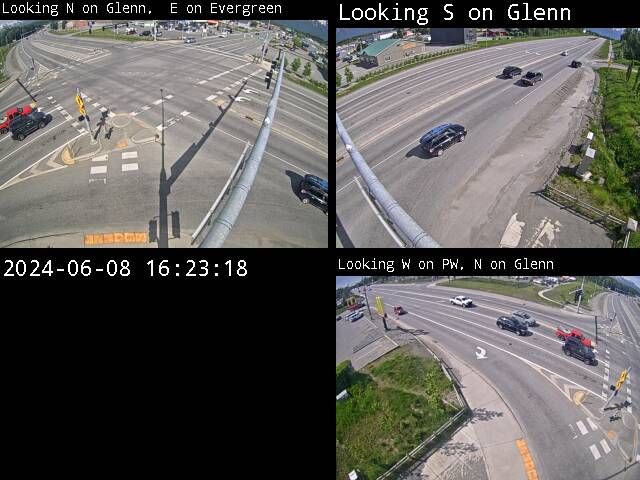 Looking N on Glenn, E on Evergreen
Looking S on Glenn
2024-06-08 16:23:18
Looking W on PW, N on Glenn